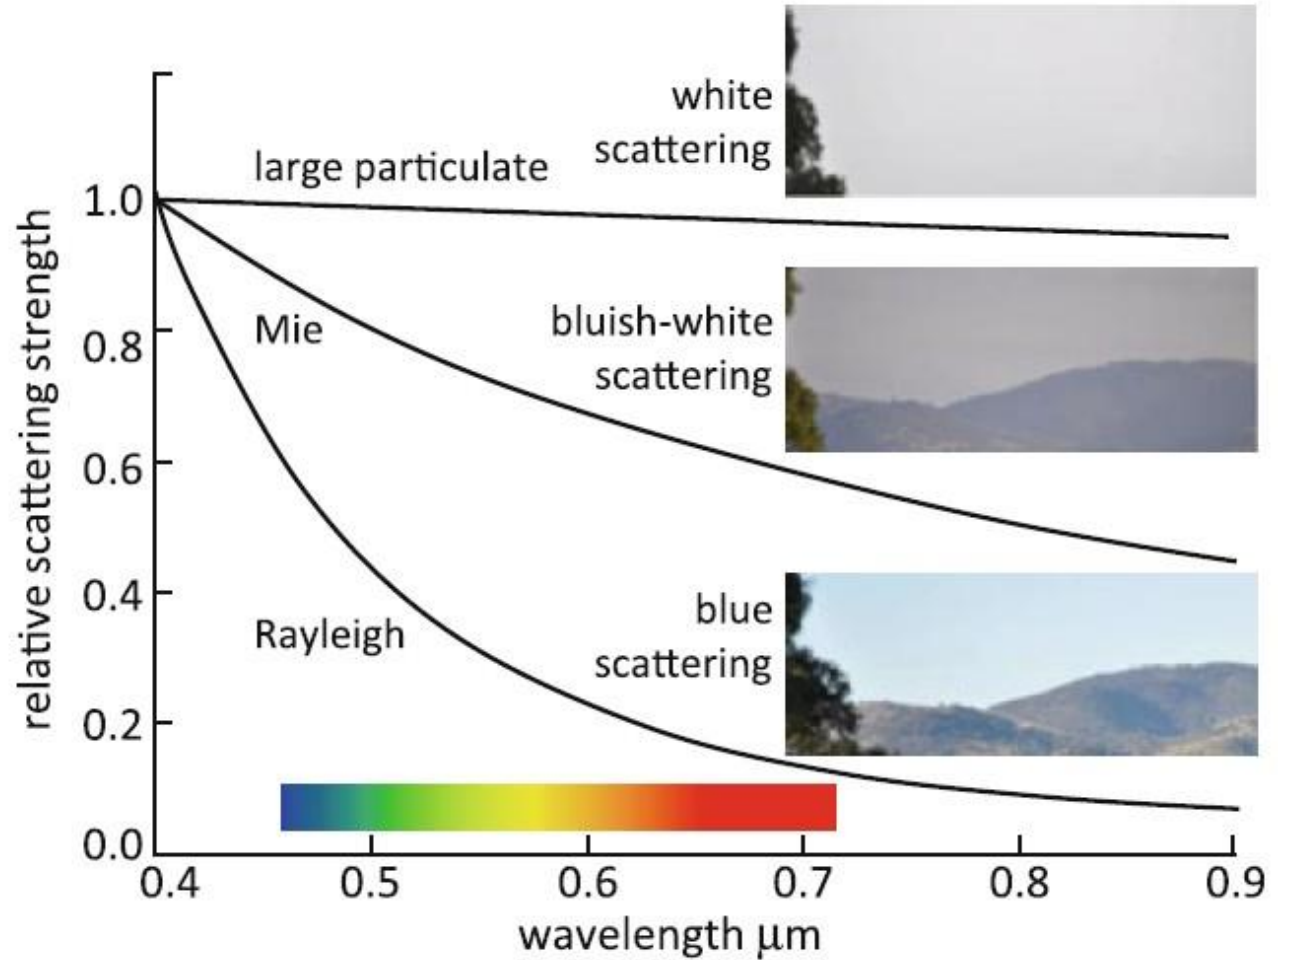 white
scattering
large particulate
1.0
bluish-white
scattering
Mie
0.8
0.6
0.4
blue
scattering
Rayleigh
0.2
0.0
0.4 0.5 0.6 0.7 0.8 0.9
wavelength μm
relative scattering strength